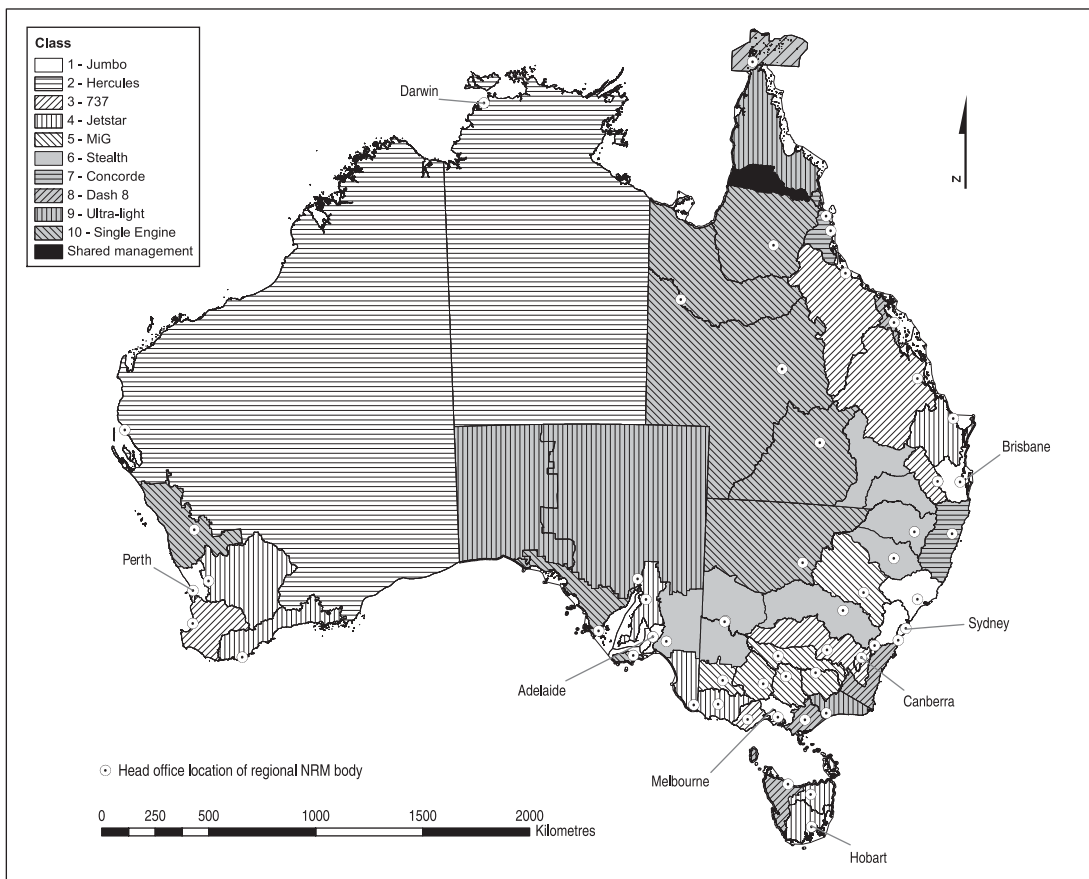 Class
1 - Jumbo
2 - Hercules
3 - 737
4 - Jetstar
5 - MiG
6 - Stealth
7 - Concorde
8 - Dash 8
9 - Ultra-light
10 - Single Engine
Shared management
Darwin
N
Brisbane
Perth
Sydney
Adelaide
Canberra
Melbourne
Head office location of regional NRM body
0 250 500 1000 1500 2000
Kilometres
Hobart